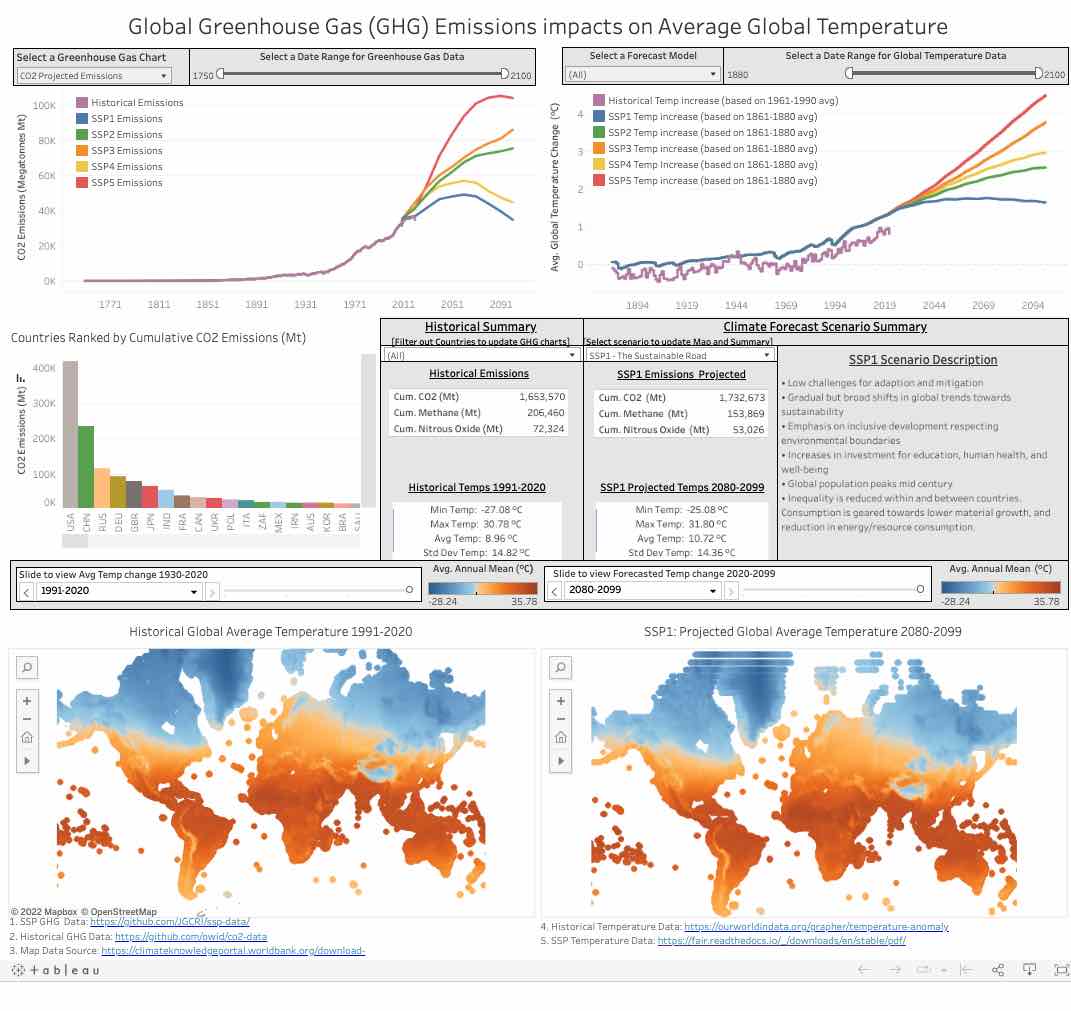 Global Greenhouse Gas (GHG) Emissions impacts on Average Global Temperature
Select a Greenhouse Gas Chart
CO2 Projected Emissions
Select a Date Range for Greenhouse Gas Data
1750
2100
Select a Forecast Model
(All)
Select a Date Range for Global Temperature Data
1880
2100
CO2 Emissions (Megatonnes Mt)
100K
80K
60K
40K
20K
0K
Historical Emissions
SSP1 Emissions
SSP2 Emissions
SSP3 Emissions
SSP4 Emissions
SSP5 Emissions
1771
1811
1851
1891
1931
1971
2011
2051
2091
Avg. Global Temperature Change (ºC)
4
3
2
1
0
Historical Temp increase (based on 1961-1990 avg)
SSP1 Temp increase (based on 1861-1880 avg)
SSP2 Temp increase (based on 1861-1880 avg)
SSP3 Temp increase (based on 1861-1880 avg)
SSP4 Temp Increase (based on 1861-1880 avg)
SSP5 Temp increase (based on 1861-1880 avg)
1894
1919
1944
1969
1994
2019
2044
2069
2094
Countries Ranked by Cumulative CO2 Emissions (Mt)
CO2 Emissions (Mt)
400K
300K
200K
100K
0K
USA
CHN
RUS
DEU
GBR
JPN
IND
FRA
CAN
UKR
POL
ITA
ZAF
MEX
IRN
AUS
KOR
BRA
SAU
Historical Summary
[Filter out Countries to update GHG charts]
(All)
Historical Emissions
Cum. CO2 (Mt) 1,653,570
Cum. Methane (Mt) 206,460
Cum. Nitrous Oxide (Mt) 72,324
Historical Temps 1991-2020
Min Temp: -27.08 ºC
Max Temp: 30.78 ºC
Avg Temp: 8.96 ºC
Std Dev Temp: 14.82 ºC
Climate Forecast Scenario Summary
[Select scenario to update Map and Summary]
SSP1 - The Sustainable Road
SSP1 Emissions Projected
Cum. CO2 (Mt) 1,732,673
Cum. Methane (Mt) 153,869
Cum. Nitrous Oxide (Mt) 53,026
SSP1 Projected Temps 2080-2099
Min Temp: -25.08 ºC
Max Temp: 31.80 ºC
Avg Temp: 10.72 ºC
Std Dev Temp: 14.36 ºC
SSP1 Scenario Description
• Low challenges for adaption and mitigation
• Gradual but broad shifts in global trends towards
sustainability
• Emphasis on inclusive development respecting
environmental boundaries
• Increases in investment for education, human health, and
well-being
• Global population peaks mid century
• Inequality is reduced within and between countries.
Consumption is geared towards lower material growth, and
reduction in energy/resource consumption.
Slide to view Avg Temp change 1930-2020
1991-2020
Avg. Annual Mean (ºC)
-28.24
35.78
Slide to view Forecasted Temp change 2020-2099
2080-2099
Avg. Annual Mean (ºC)
-28.24
35.78
Historical Global Average Temperature 1991-2020
SSP1: Projected Global Average Temperature 2080-2099
© 2022 Mapbox © OpenStreetMap
1. SSP GHG Data: https://github.com/JGCRI/ssp-data/
2. Historical GHG Data: https://github.com/owid/co2-data
3. Map Data Source: https://climateknowledgeportal.worldbank.org/download-
4. Historical Temperature Data: https://ourworldindata.org/grapher/temperature-anomaly
5. SSP Temperature Data: https://fair.readthedocs.io/_/downloads/en/stable/pdf/
+ a b l e a u